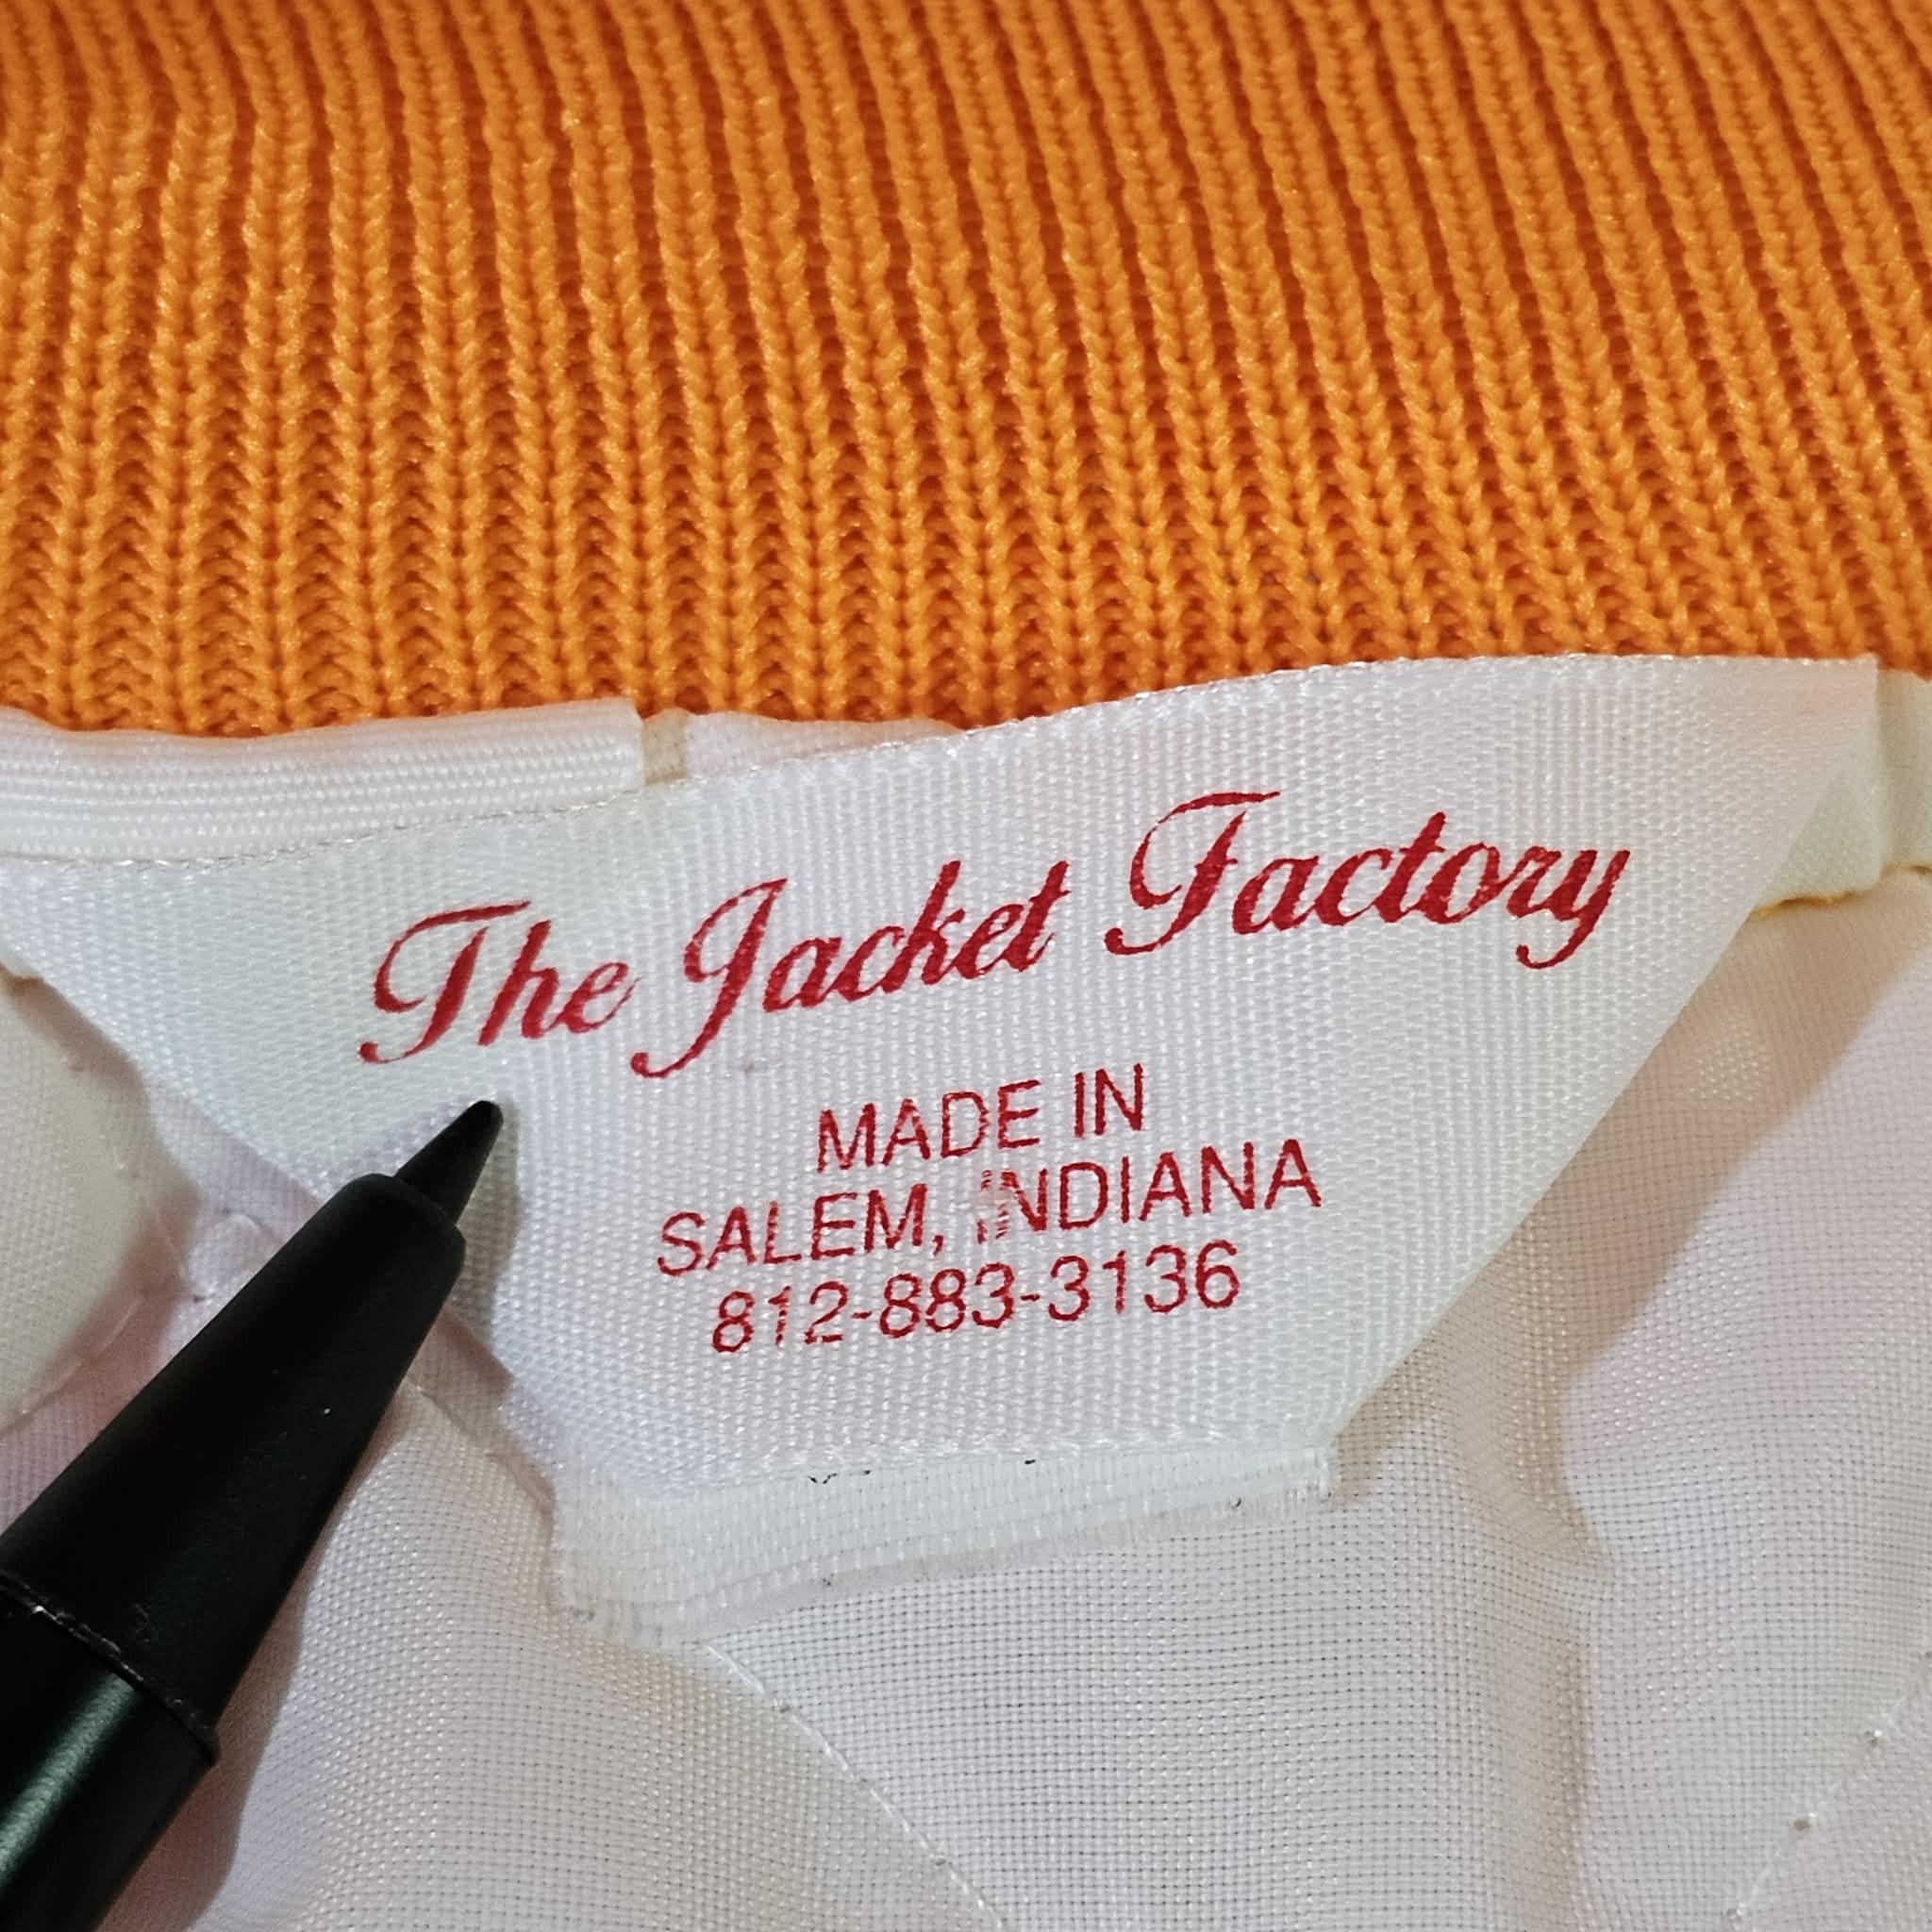 The Jacket Factory
MADE IN
SALEM, INDIANA
812-883-3136